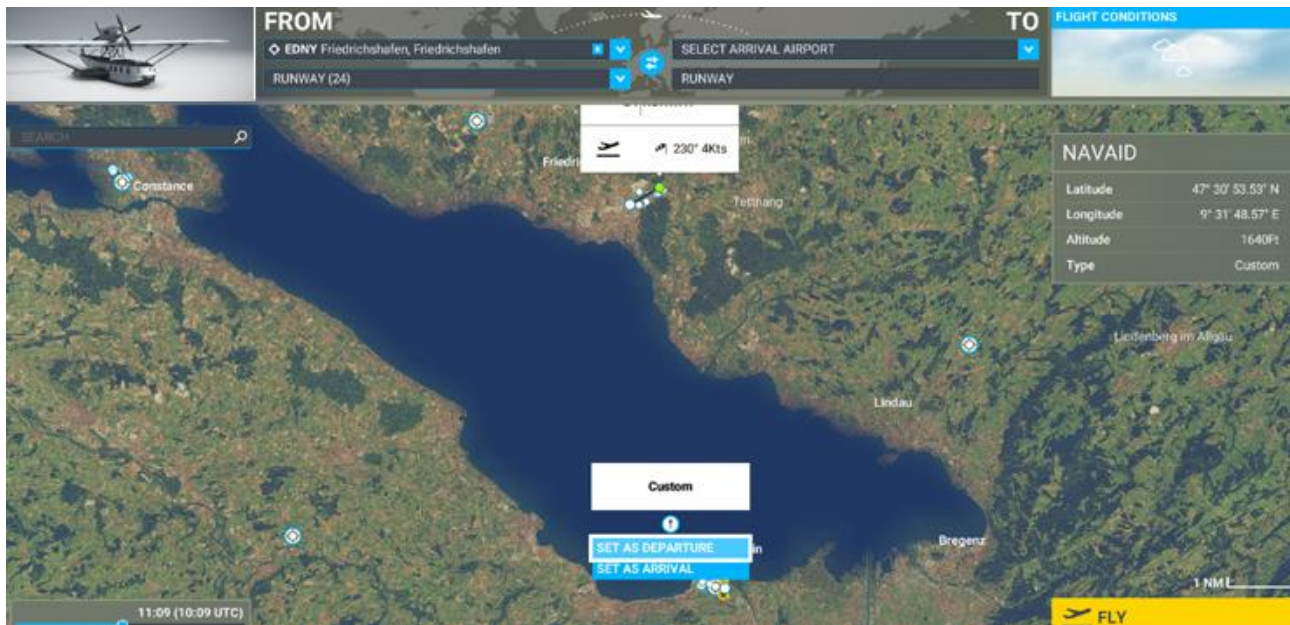 FROM
EDNY Friedrichshafen, Friedrichshafen
RUNWAY (24)
TO
SELECT ARRIVAL AIRPORT
RUNWAY
FLIGHT CONDITIONS
SEARCH
230° 4Kts
Friedri
Constance
Tettnang
NAVAID
Latitude 47° 30' 53.53" N
Longitude 9° 31' 48.57" E
Altitude 1640Ft
Type Custom
Lindenberg im Allgäu
Lindau
Custom
SET AS DEPARTURE
in
SET AS ARRIVAL
Bregenz
1 NM
11:09 (10:09 UTC)
FLY